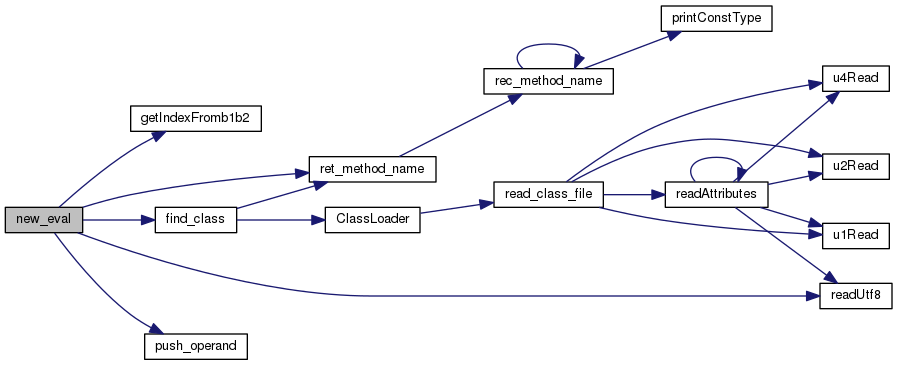 printConstType
rec_method_name
u4Read
getIndexFromb1b2
ret_method_name
u2Read
read_class_file
readAttributes
new_eval
find_class
ClassLoader
u1Read
readUtf8
push_operand